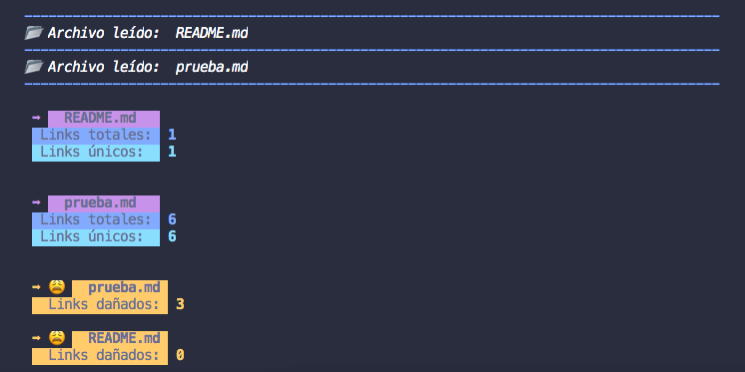 Archivo leído: README.md
Archivo leído: prueba.md
→ README.md
Links totales: 1
Links únicos: 1
→ prueba.md
Links totales: 6
Links únicos: 6
→ 😩 prueba.md
Links dañados: 3
→ 😩 README.md
Links dañados: 0